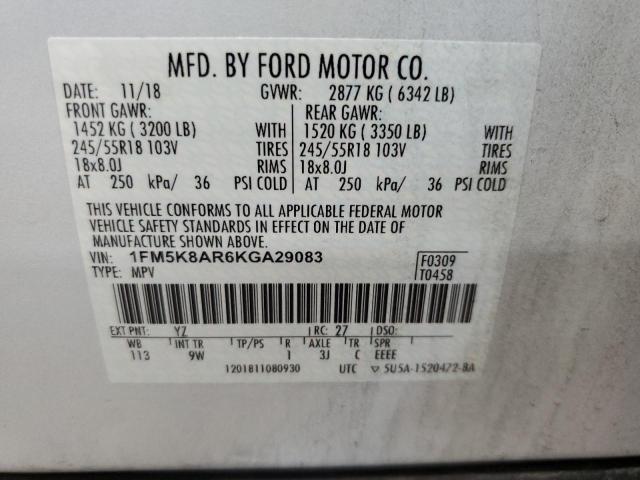 MFD. BY FORD MOTOR CO.
DATE: 11/18 GVWR: 2877 KG ( 6342 LB)
FRONT GAWR: REAR GAWR:
1452 KG ( 3200 LB) WITH 1520 KG ( 3350 LB) WITH
245/55R18 103V TIRES 245/55R18 103V TIRES
18x8.0J RIMS 18x8.0J RIMS
AT 250 kPa/ 36 PSI COLD AT 250 kPa/ 36 PSI COLD
THIS VEHICLE CONFORMS TO ALL APPLICABLE FEDERAL MOTOR
VEHICLE SAFETY STANDARDS IN EFFECT ON THE DATE OF
MANUFACTURE SHOWN ABOVE.
VIN: 1FM5K8AR6KGA29083 F0309
TYPE: MPV T0458
EXT PNT: YZ RC: 27 DSO:
WB INT TR TP/PS R AXLE TR SPR
113 9W I 3J C EEEE
1201811080930 UTC ▽ 5U5A-1520472-BA